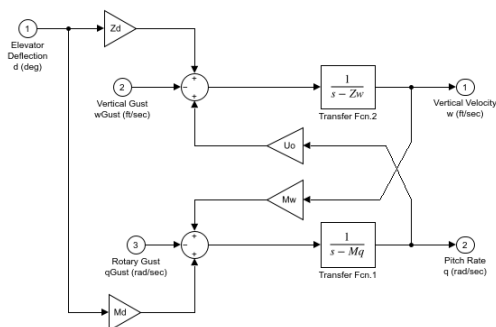 1
Elevator
Deflection
d (deg)
Zd
2
Vertical Gust
wGust (ft/sec)
+
-
+
1
s - Zw
Transfer Fcn.2
1
Vertical Velocity
w (ft/sec)
Uo
Mw
3
Rotary Gust
qGust (rad/sec)
+
-
+
1
s - Mq
Transfer Fcn.1
2
Pitch Rate
q (rad/sec)
Md